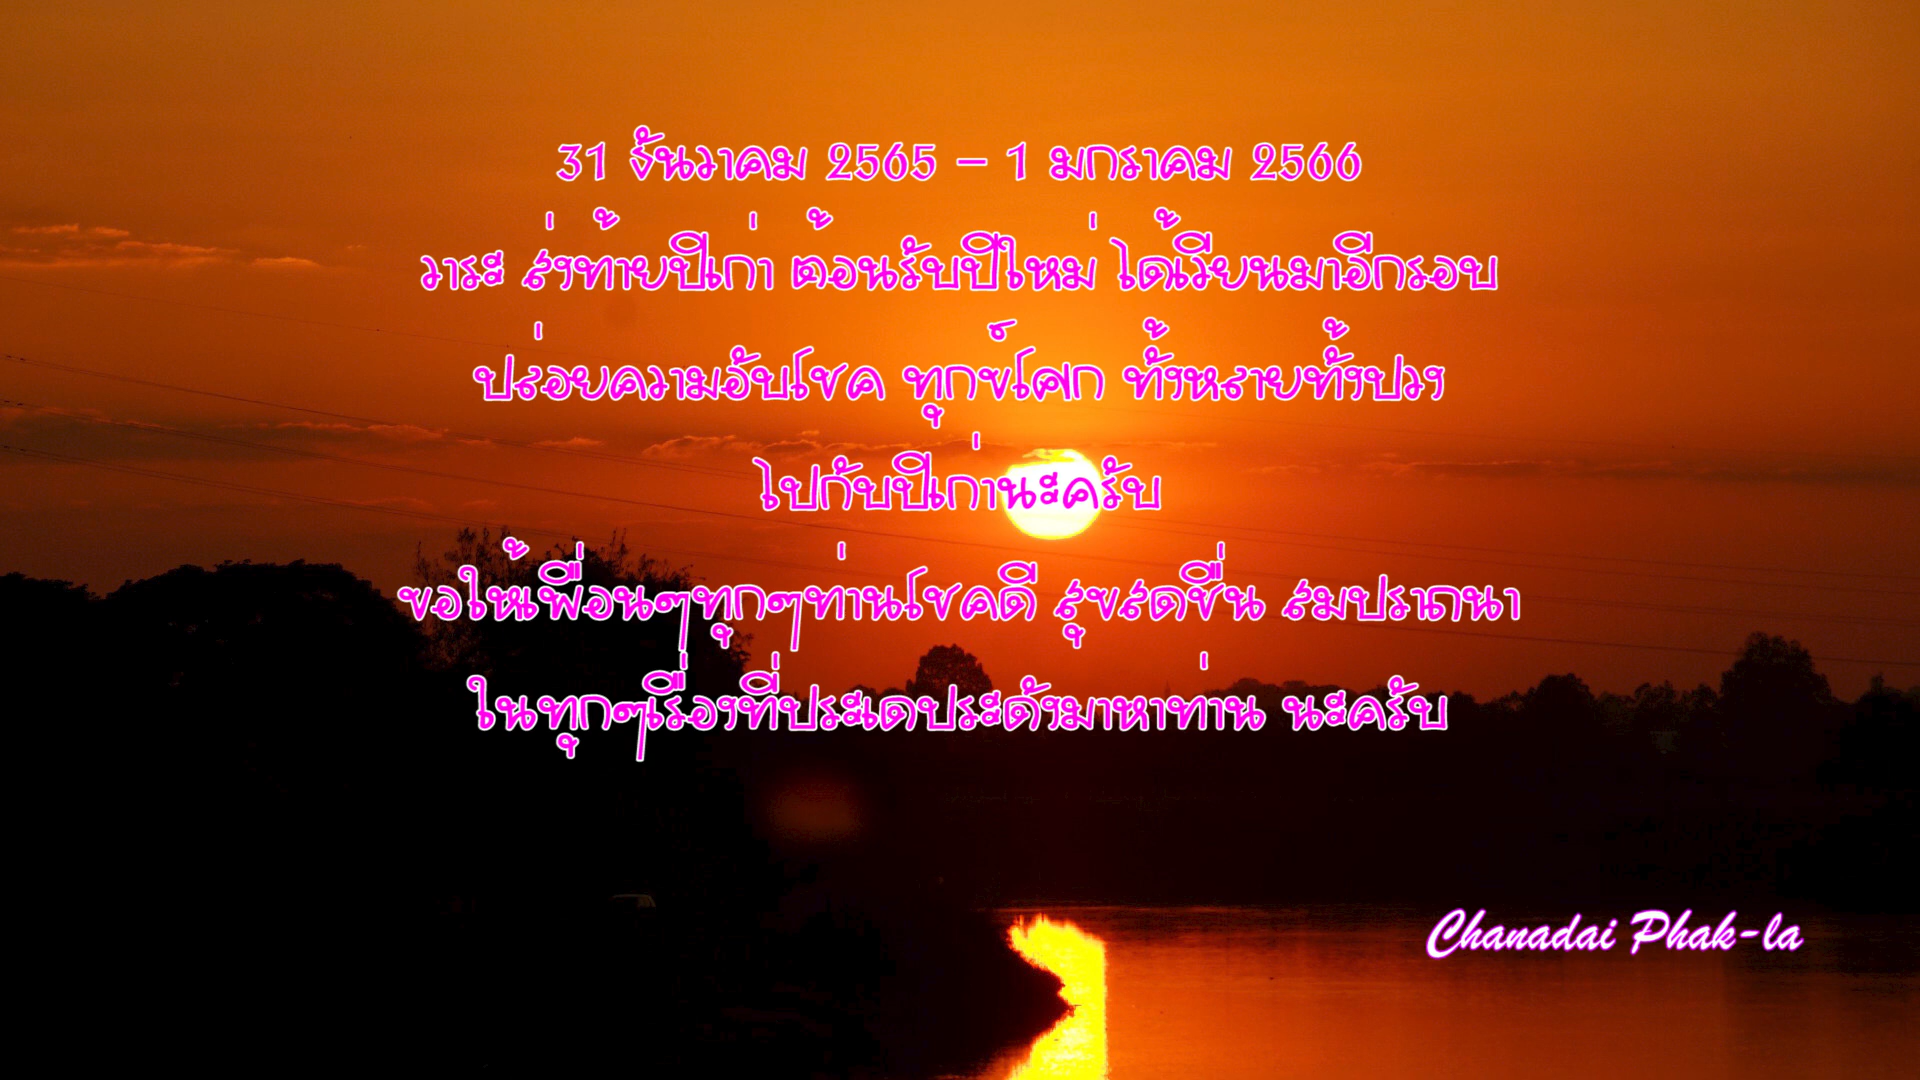 31 ธันวาคม 2565 – 1 มกราคม 2566
วาระ ส่งท้ายปีเก่า ต้อนรับปีใหม่ ได้เวียนมาอีกรอบ
ปล่อยความอับโชค ทุกข์โศก ทั้งหลายทั้งปวง
ไปกับปีเก่านะครับ
ขอให้เพื่อนๆทุกๆท่านโชคดี สุขสดชื่น สมปราถนา
ในทุกๆเรื่องที่ประเดประดังมาหาท่าน นะครับ
Chanadai Phak-la